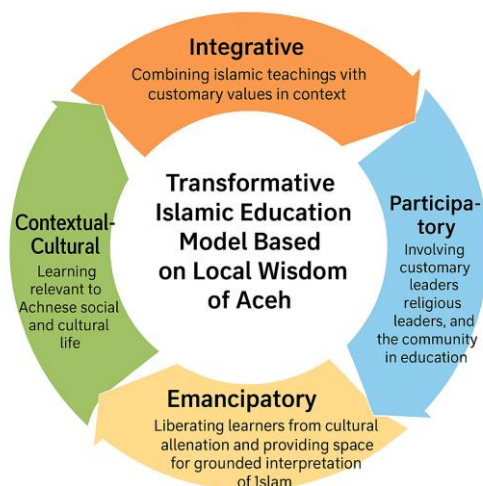 Integrative
Combining islamic teachings vith
customary values in context
Transformative
Islamic Education
Model Based
on Local Wisdom
of Aceh
Participa-
tory
Involving
customary
leaders
religious
leaders, and
the community
in education
Emancipatory
Liberating learners from cultural
allenation and providing space
for grounded interpretation
of 1slam
Contextual-
Cultural
Learning
relevant to
Achnese social
and cultural
life